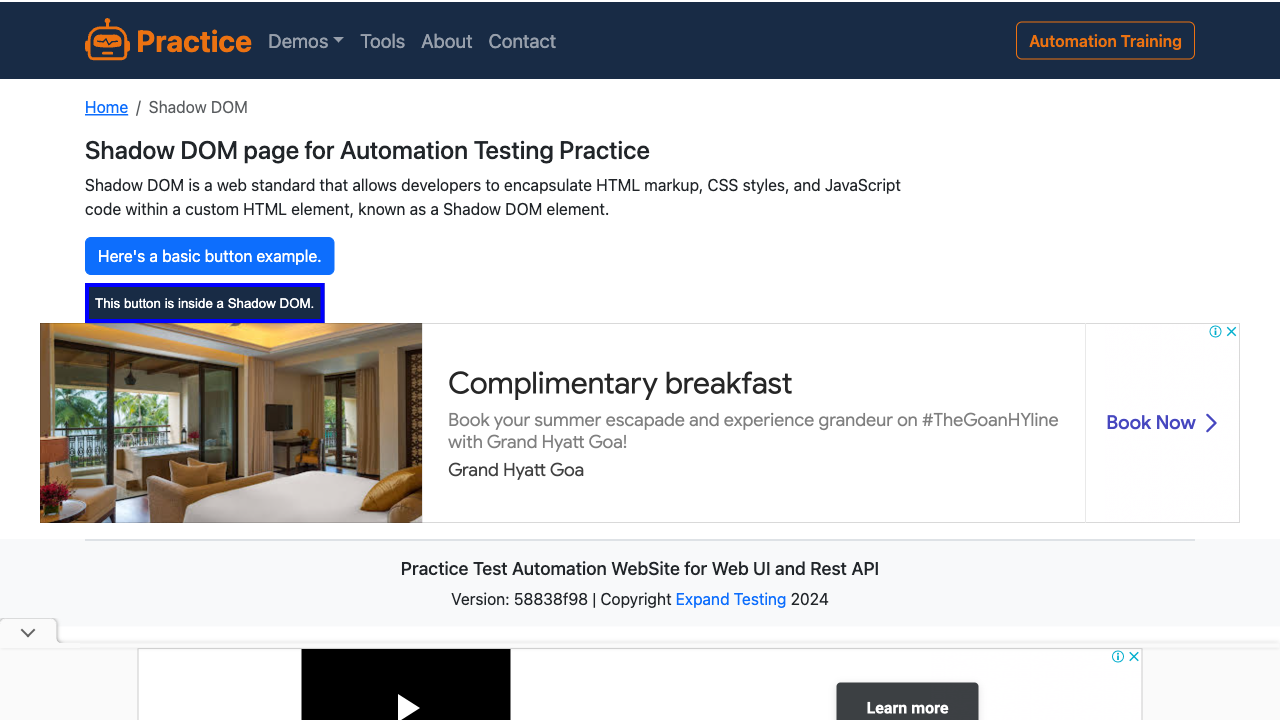 Practice Demos Tools About Contact Automation Training
Home / Shadow DOM
Shadow DOM page for Automation Testing Practice
Shadow DOM is a web standard that allows developers to encapsulate HTML markup, CSS styles, and JavaScript
code within a custom HTML element, known as a Shadow DOM element.
Here's a basic button example.
This button is inside a Shadow DOM.
Complimentary breakfast
Book your summer escapade and experience grandeur on #TheGoanHYline
with Grand Hyatt Goa!
Grand Hyatt Goa
Book Now
Practice Test Automation WebSite for Web UI and Rest API
Version: 58838f98 | Copyright Expand Testing 2024
Learn more